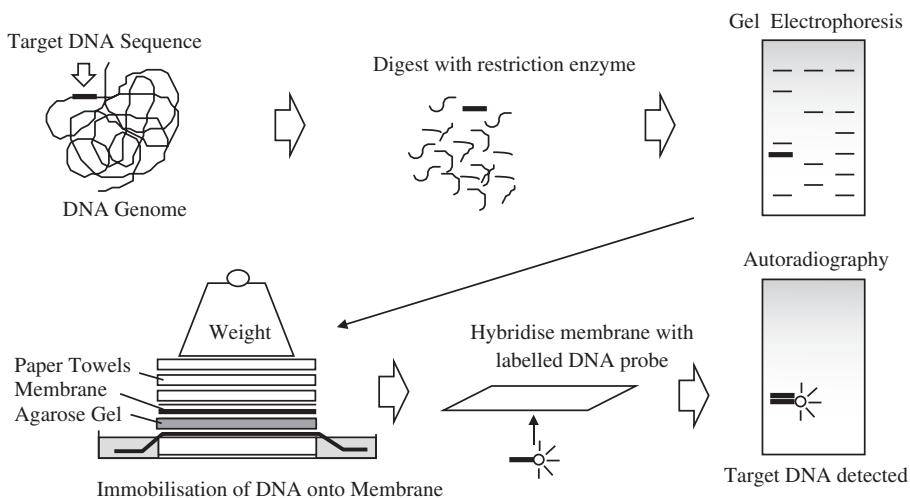 Gel Electrophoresis
Target DNA Sequence
Digest with restriction enzyme
DNA Genome
Autoradiography
Weight
Hybridise membrane with
labelled DNA probe
Paper Towels
Membrane
Agarose Gel
Target DNA detected
Immobilisation of DNA onto Membrane